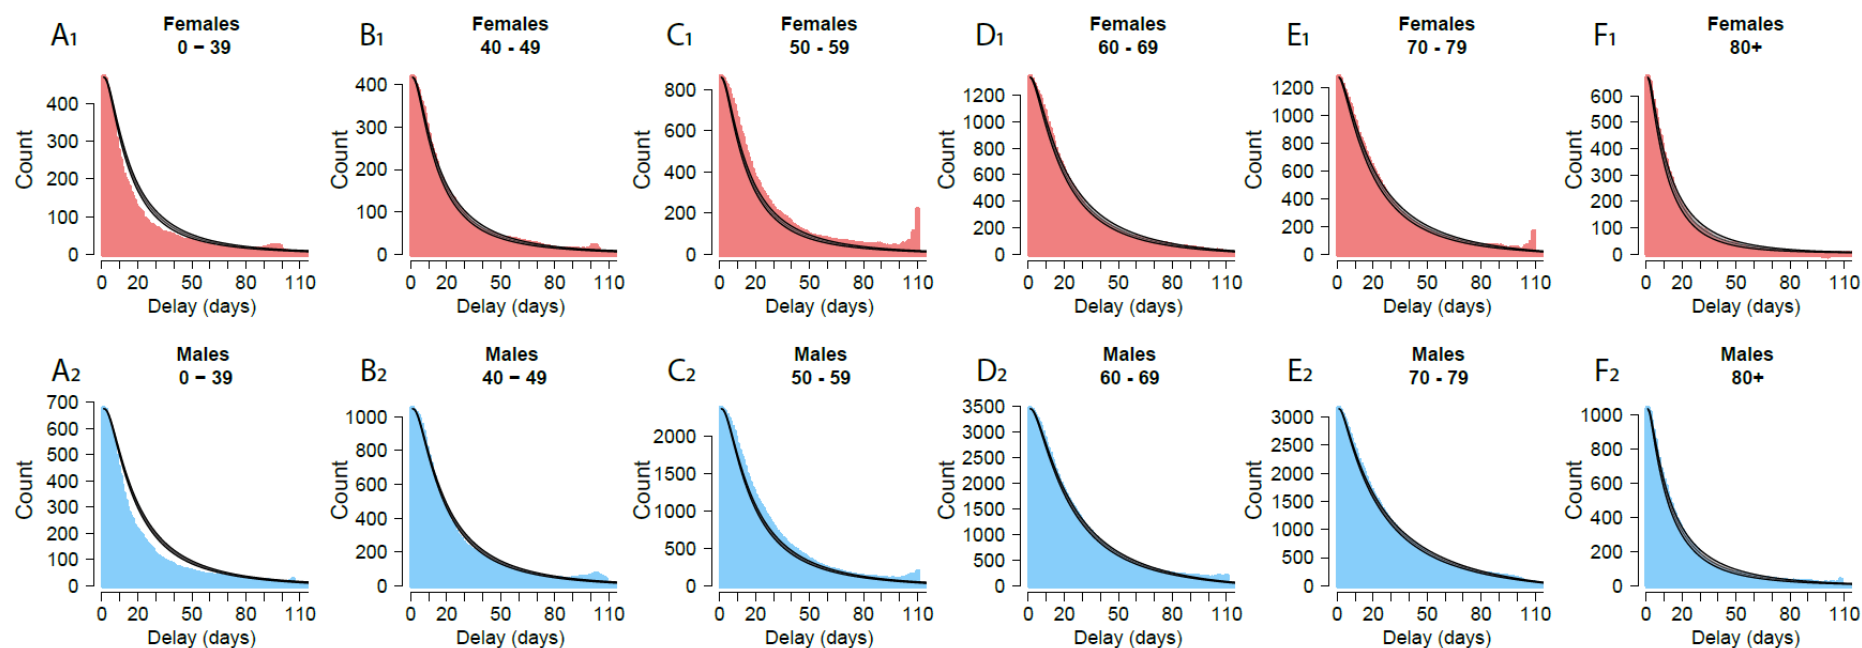 A1 Females 0 – 39
B1 Females 40 - 49
C1 Females 50 - 59
D1 Females 60 - 69
E1 Females 70 - 79
F1 Females 80+
Count 400 300 200 100 0
Count 400 300 200 100 0
Count 800 600 400 200 0
Count 1200 1000 800 600 400 200 0
Count 1200 1000 800 600 400 200 0
Count 600 500 400 300 200 100 0
0 20 50 80 110
0 20 50 80 110
0 20 50 80 110
0 20 50 80 110
0 20 50 80 110
0 20 50 80 110
Delay (days)
Delay (days)
Delay (days)
Delay (days)
Delay (days)
Delay (days)
A2 Males 0 – 39
B2 Males 40 – 49
C2 Males 50 - 59
D2 Males 60 - 69
E2 Males 70 - 79
F2 Males 80+
Count 700 600 500 400 300 200 100 0
Count 1000 800 600 400 200 0
Count 2000 1500 1000 500 0
Count 3500 3000 2500 2000 1500 1000 500 0
Count 3000 2500 2000 1500 1000 500 0
Count 1000 800 600 400 200 0
0 20 50 80 110
0 20 50 80 110
0 20 50 80 110
0 20 50 80 110
0 20 50 80 110
0 20 50 80 110
Delay (days)
Delay (days)
Delay (days)
Delay (days)
Delay (days)
Delay (days)